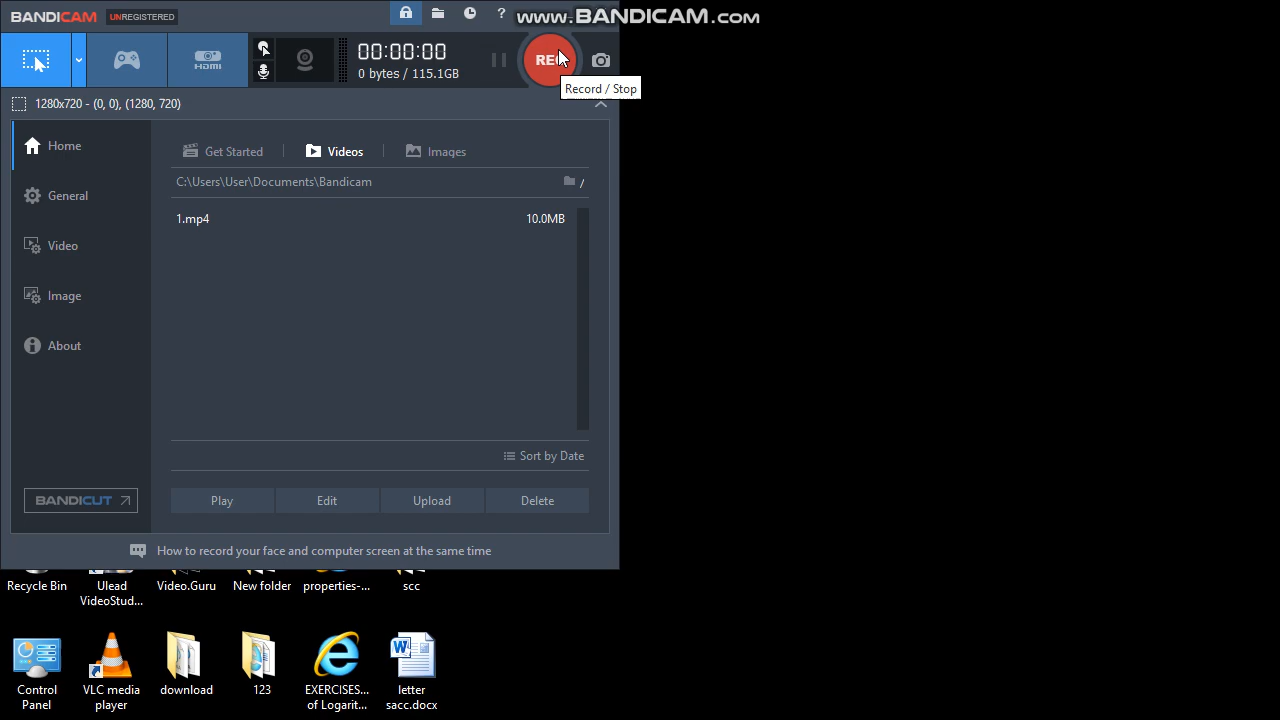 BANDICAM UNREGISTERED
?
www.BANDICAM.COM
HDMI
00:00:00
0 bytes / 115.1GB
REC
Record / Stop
1280x720 - (0, 0), (1280, 720)
Home
General
Video
Image
About
BANDICUT
Get Started
Videos
Images
C:\Users\User\Documents\Bandicam
/
1.mp4 10.0MB
Sort by Date
Play Edit Upload Delete
How to record your face and computer screen at the same time
Recycle Bin
Ulead
VideoStud...
Video.Guru
New folder
properties-...
scc
Control
Panel
VLC media
player
download
123
EXERCISES...
of Logarit...
letter
sacc.docx